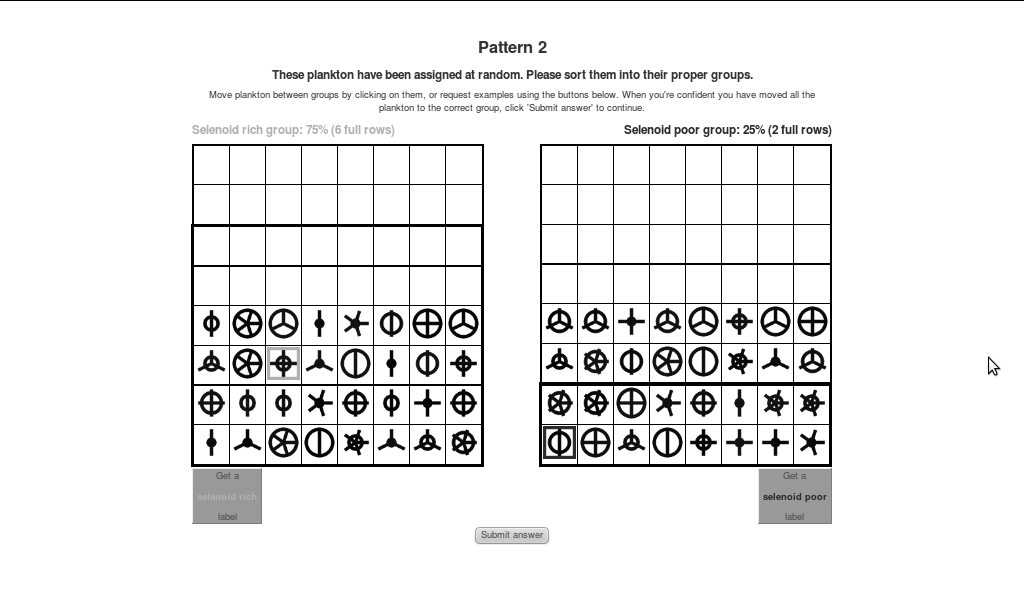 Pattern 2
These plankton have been assigned at random. Please sort them into their proper groups.
Move plankton between groups by clicking on them, or request examples using the buttons below. When you're confident you have moved all the
plankton to the correct group, click 'Submit answer' to continue.
Selenoid rich group: 75% (6 full rows)
Selenoid poor group: 25% (2 full rows)
Get a
selenoid rich
label
Get a
selenoid poor
label
Submit answer